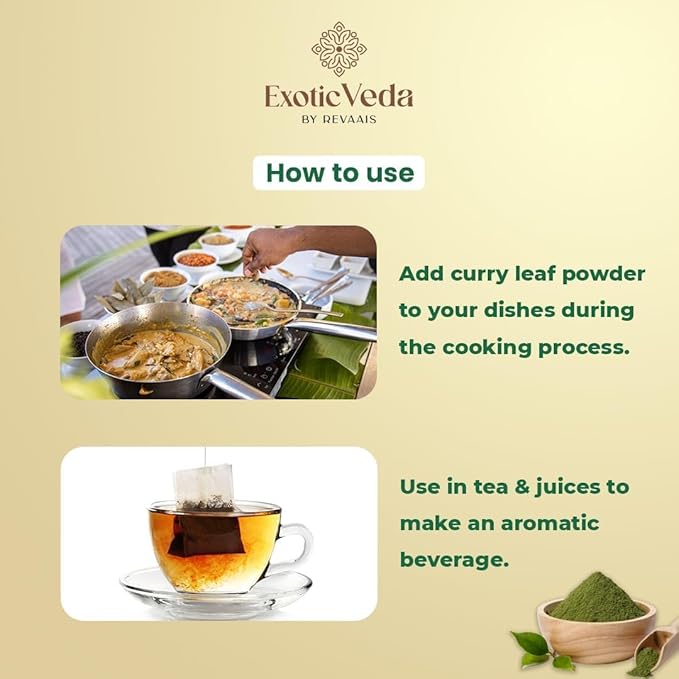 ExoticVeda
BY REVAAIS
How to use
Add curry leaf powder
to your dishes during
the cooking process.
Use in tea & juices to
make an aromatic
beverage.